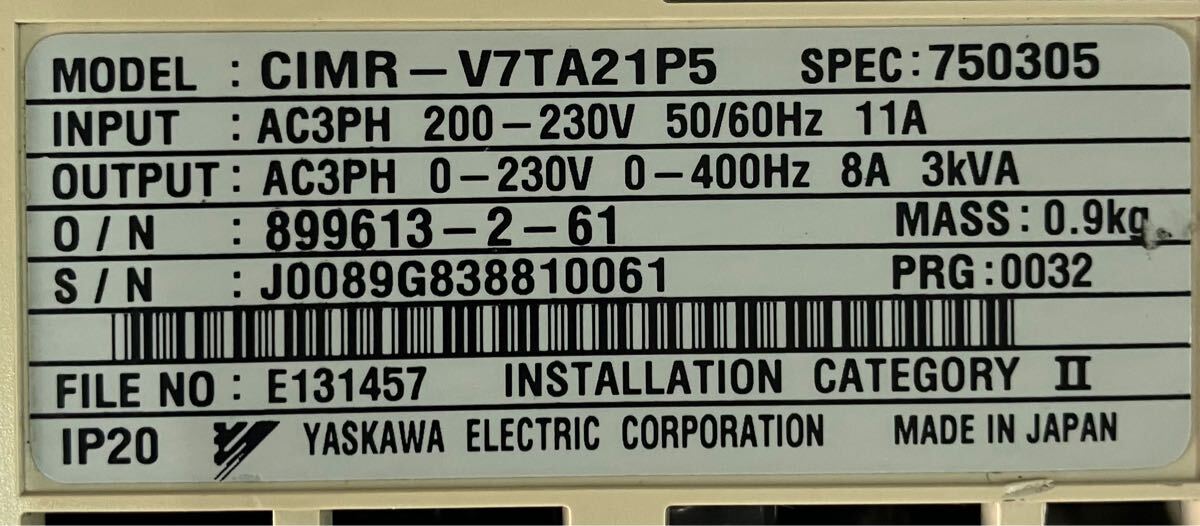 MODEL : CIMR-V7TA21P5 SPEC:750305
INPUT : AC3PH 200-230V 50/60Hz 11A
OUTPUT: AC3PH 0-230V 0-400Hz 8A 3kVA
O/N : 899613-2-61 MASS:0.9kg
S/N : J0089G838810061 PRG:0032
FILE NO : E131457 INSTALLATION CATEGORY II
IP20 YASKAWA ELECTRIC CORPORATION MADE IN JAPAN